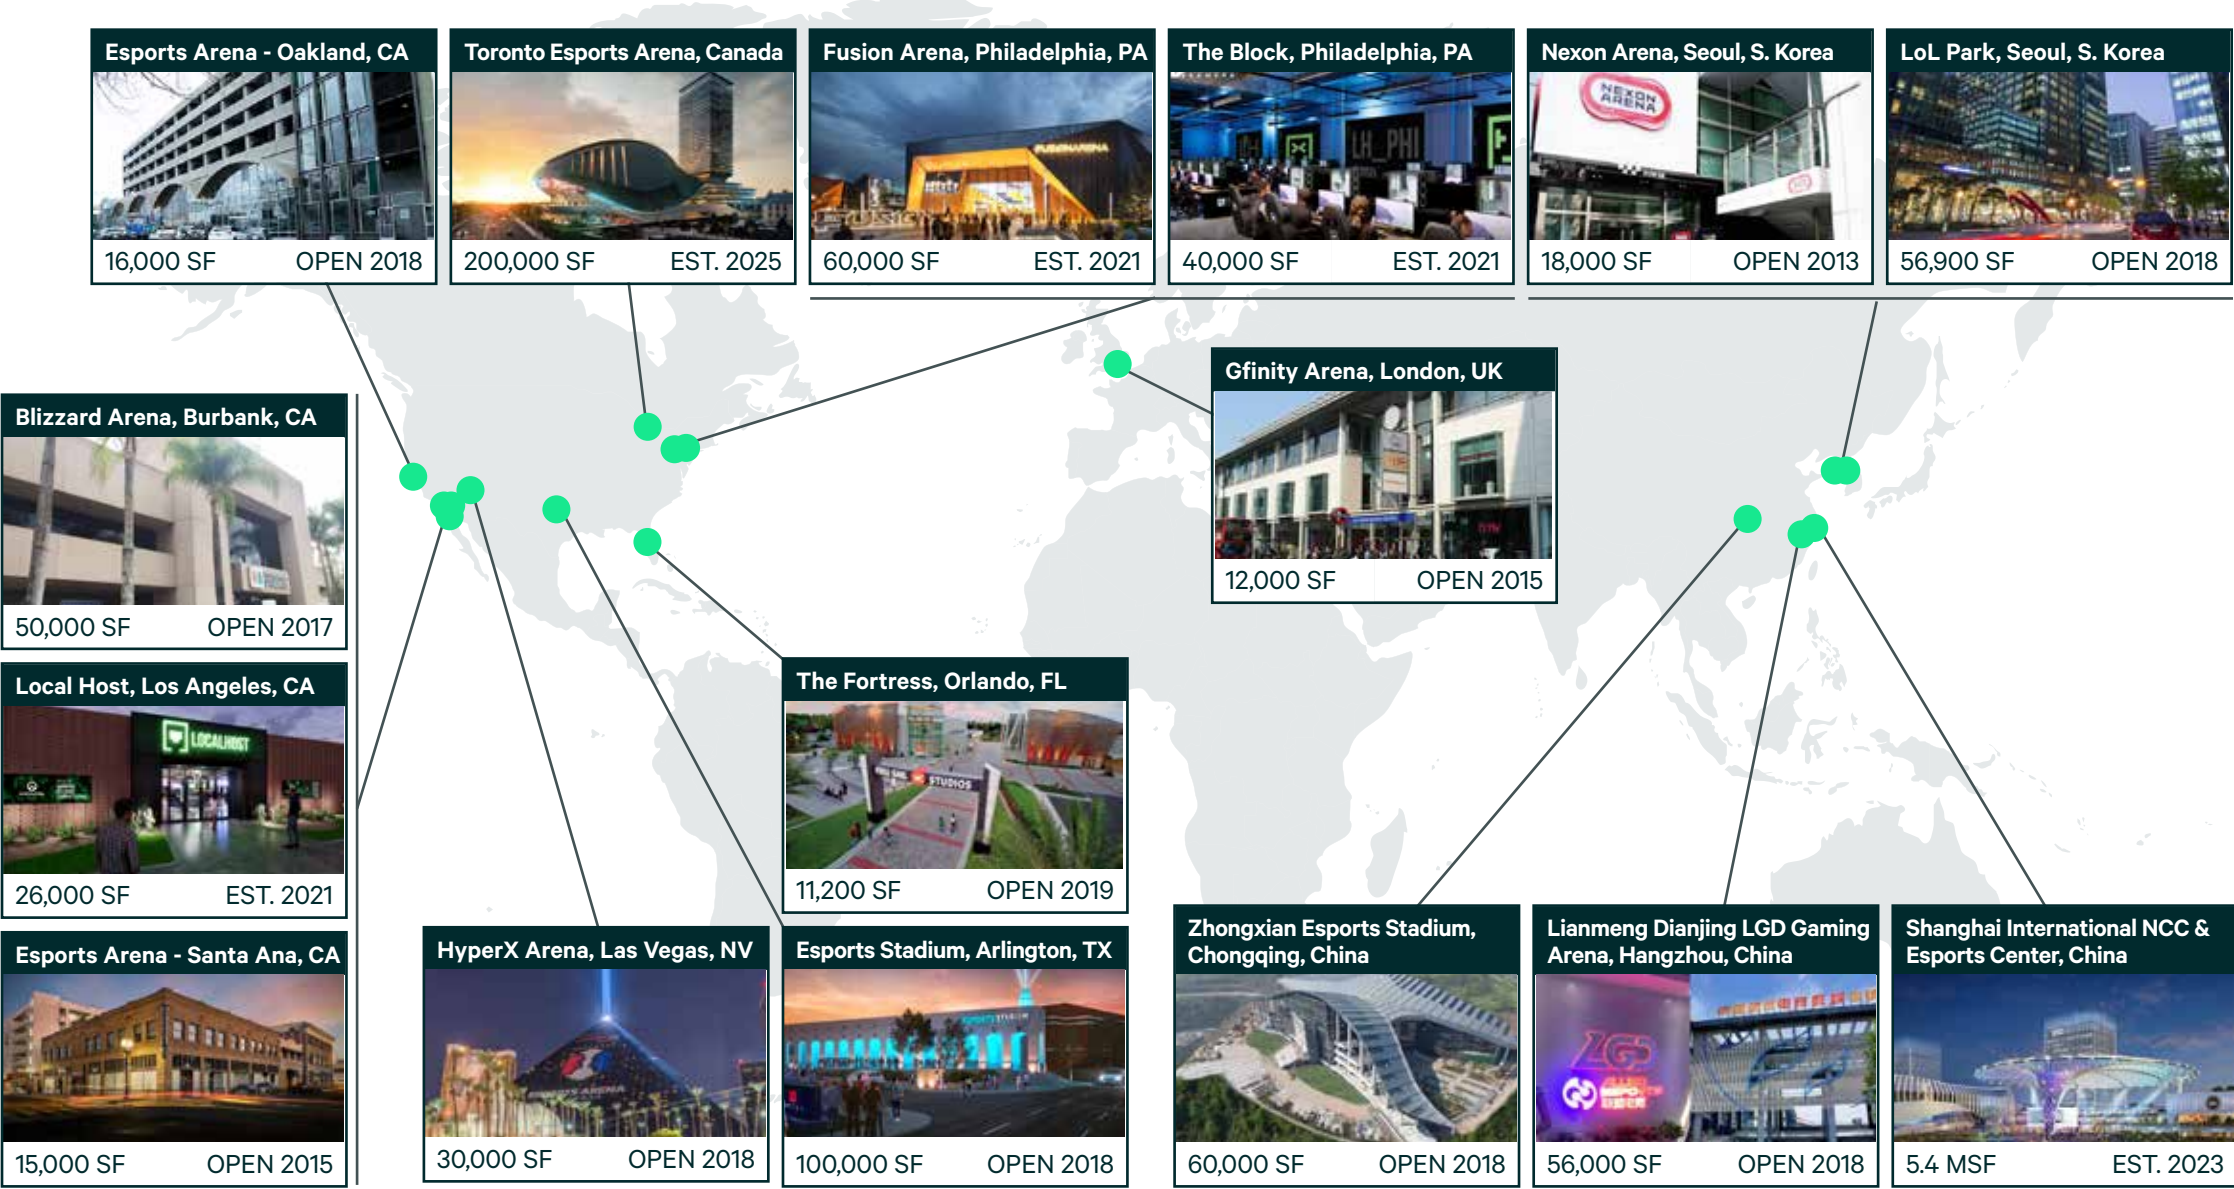 Esports Arena - Oakland, CA
16,000 SF OPEN 2018
Toronto Esports Arena, Canada
200,000 SF EST. 2025
Fusion Arena, Philadelphia, PA
FUSION ARENA
60,000 SF EST. 2021
The Block, Philadelphia, PA
LH_PHI
40,000 SF EST. 2021
Nexon Arena, Seoul, S. Korea
NEXON
ARENA
18,000 SF OPEN 2013
LoL Park, Seoul, S. Korea
56,900 SF OPEN 2018
Blizzard Arena, Burbank, CA
50,000 SF OPEN 2017
Gfinity Arena, London, UK
12,000 SF OPEN 2015
Local Host, Los Angeles, CA
LOCALHOST
26,000 SF EST. 2021
The Fortress, Orlando, FL
STUDIOS
11,200 SF OPEN 2019
Esports Arena - Santa Ana, CA
15,000 SF OPEN 2015
HyperX Arena, Las Vegas, NV
30,000 SF OPEN 2018
Esports Stadium, Arlington, TX
100,000 SF OPEN 2018
Zhongxian Esports Stadium,
Chongqing, China
60,000 SF OPEN 2018
Lianmeng Dianjing LGD Gaming
Arena, Hangzhou, China
LGD
56,000 SF OPEN 2018
Shanghai International NCC &
Esports Center, China
5.4 MSF EST. 2023